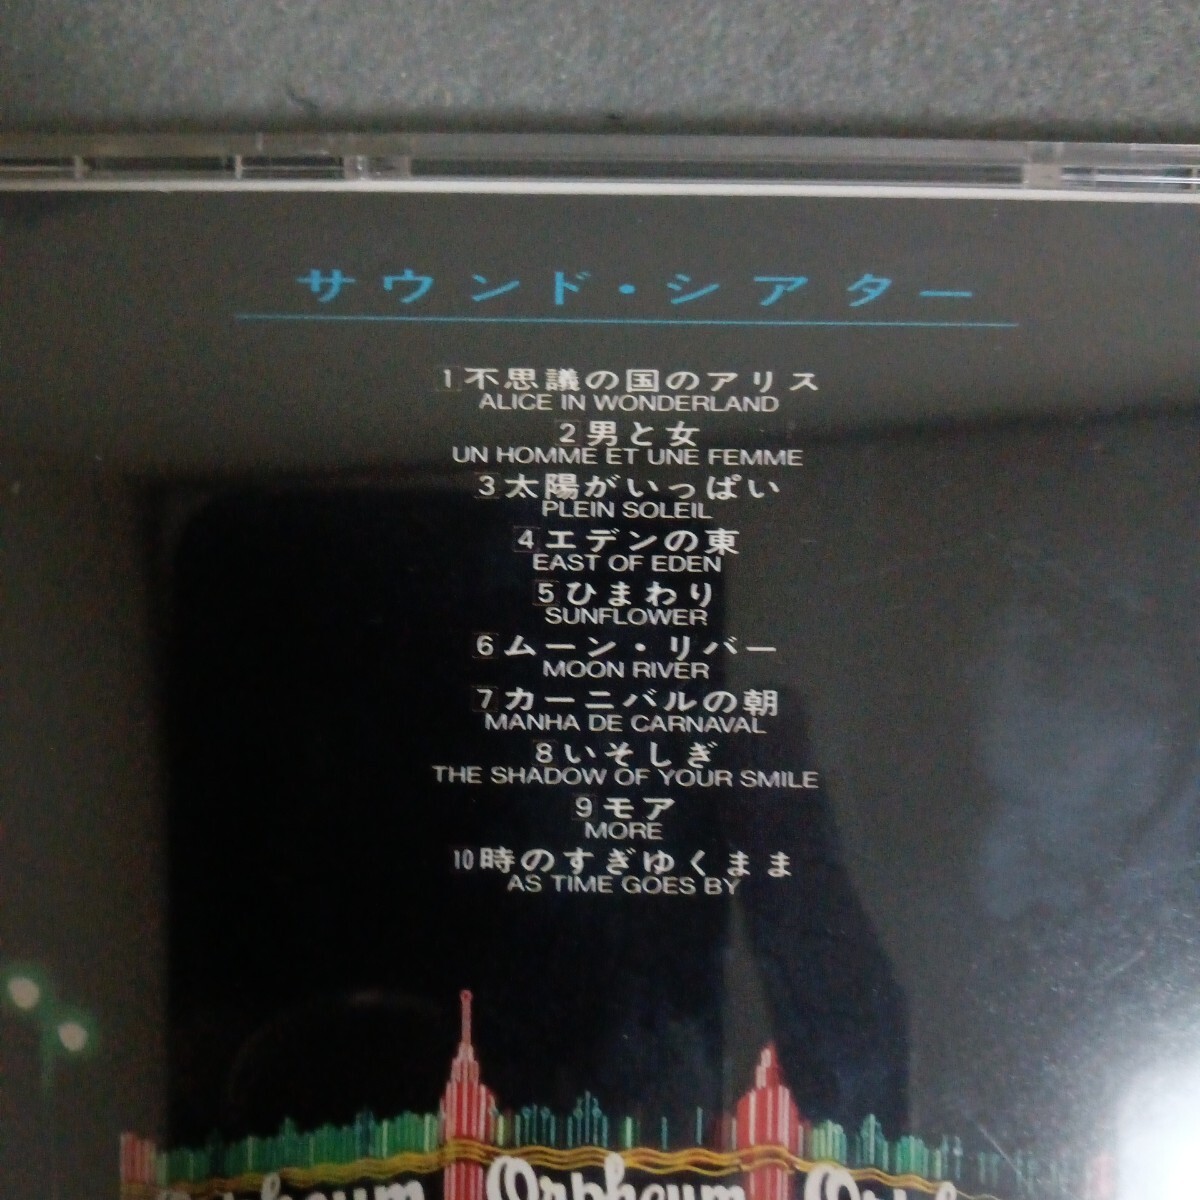 サウンド・シアター
1 不思議の国のアリス
ALICE IN WONDERLAND
2 男と女
UN HOMME ET UNE FEMME
3 太陽がいっぱい
PLEIN SOLEIL
4 エデンの東
EAST OF EDEN
5 ひまわり
SUNFLOWER
6 ムーン・リバー
MOON RIVER
7 カーニバルの朝
MANHA DE CARNAVAL
8 いそしぎ
THE SHADOW OF YOUR SMILE
9 モア
MORE
10 時のすぎゆくまま
AS TIME GOES BY
Orpheum Orpheum